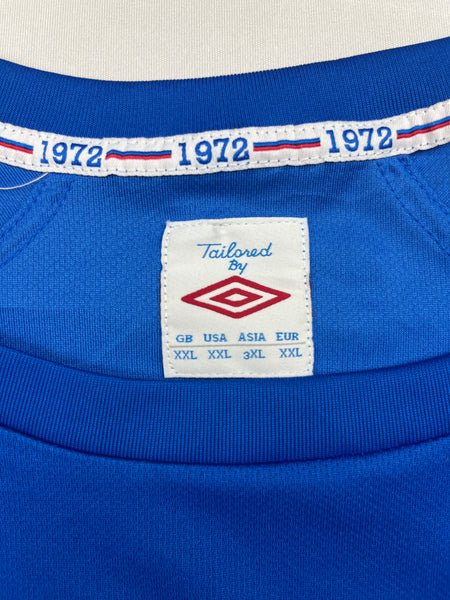 1972 1972 1972
Tailored
By
GB USA ASIA EUR
XXL XXL 3XL XXL